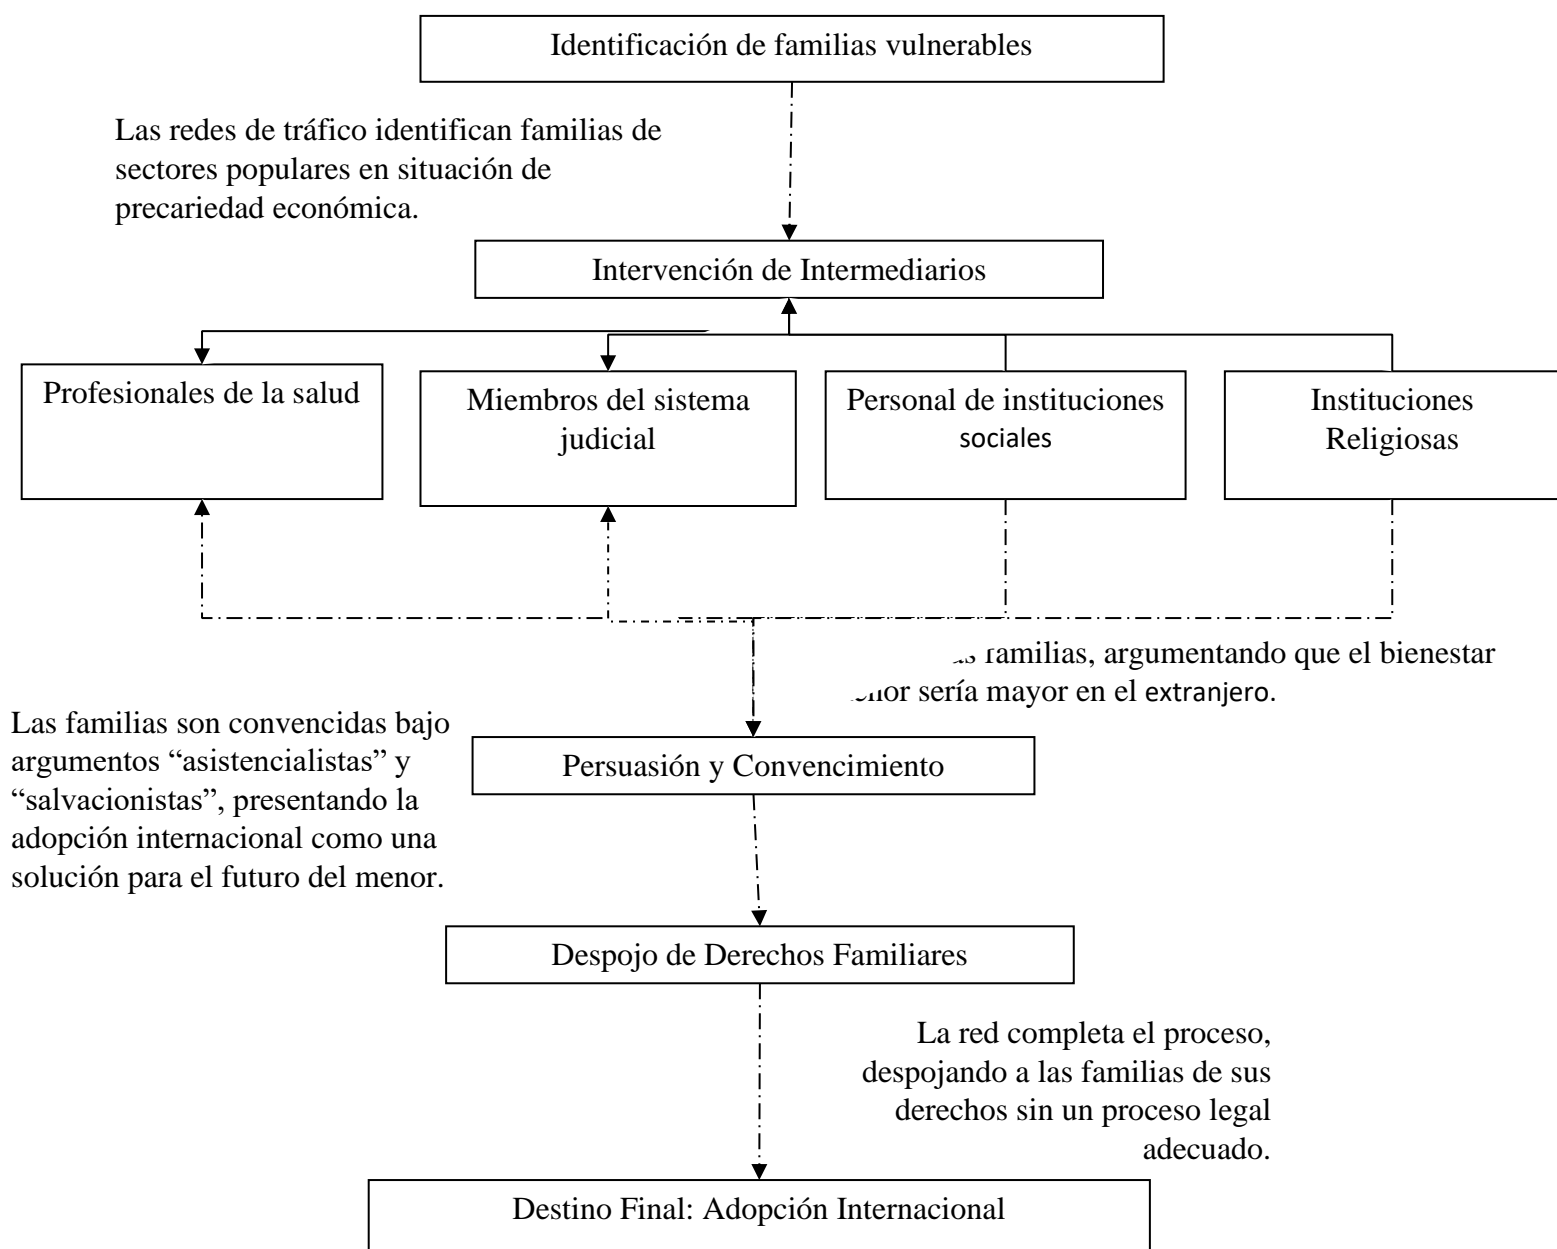 Identificación de familias vulnerables
Las redes de tráfico identifican familias de
sectores populares en situación de
precariedad económica.
Intervención de Intermediarios
Profesionales de la salud
Miembros del sistema
judicial
Personal de instituciones
sociales
Instituciones
Religiosas
familias, argumentando que el bienestar
sería mayor en el extranjero.
Las familias son convencidas bajo
argumentos “asistencialistas” y
“salvacionistas”, presentando la
adopción internacional como una
solución para el futuro del menor.
Persuasión y Convencimiento
Despojo de Derechos Familiares
La red completa el proceso,
despojando a las familias de sus
derechos sin un proceso legal
adecuado.
Destino Final: Adopción Internacional